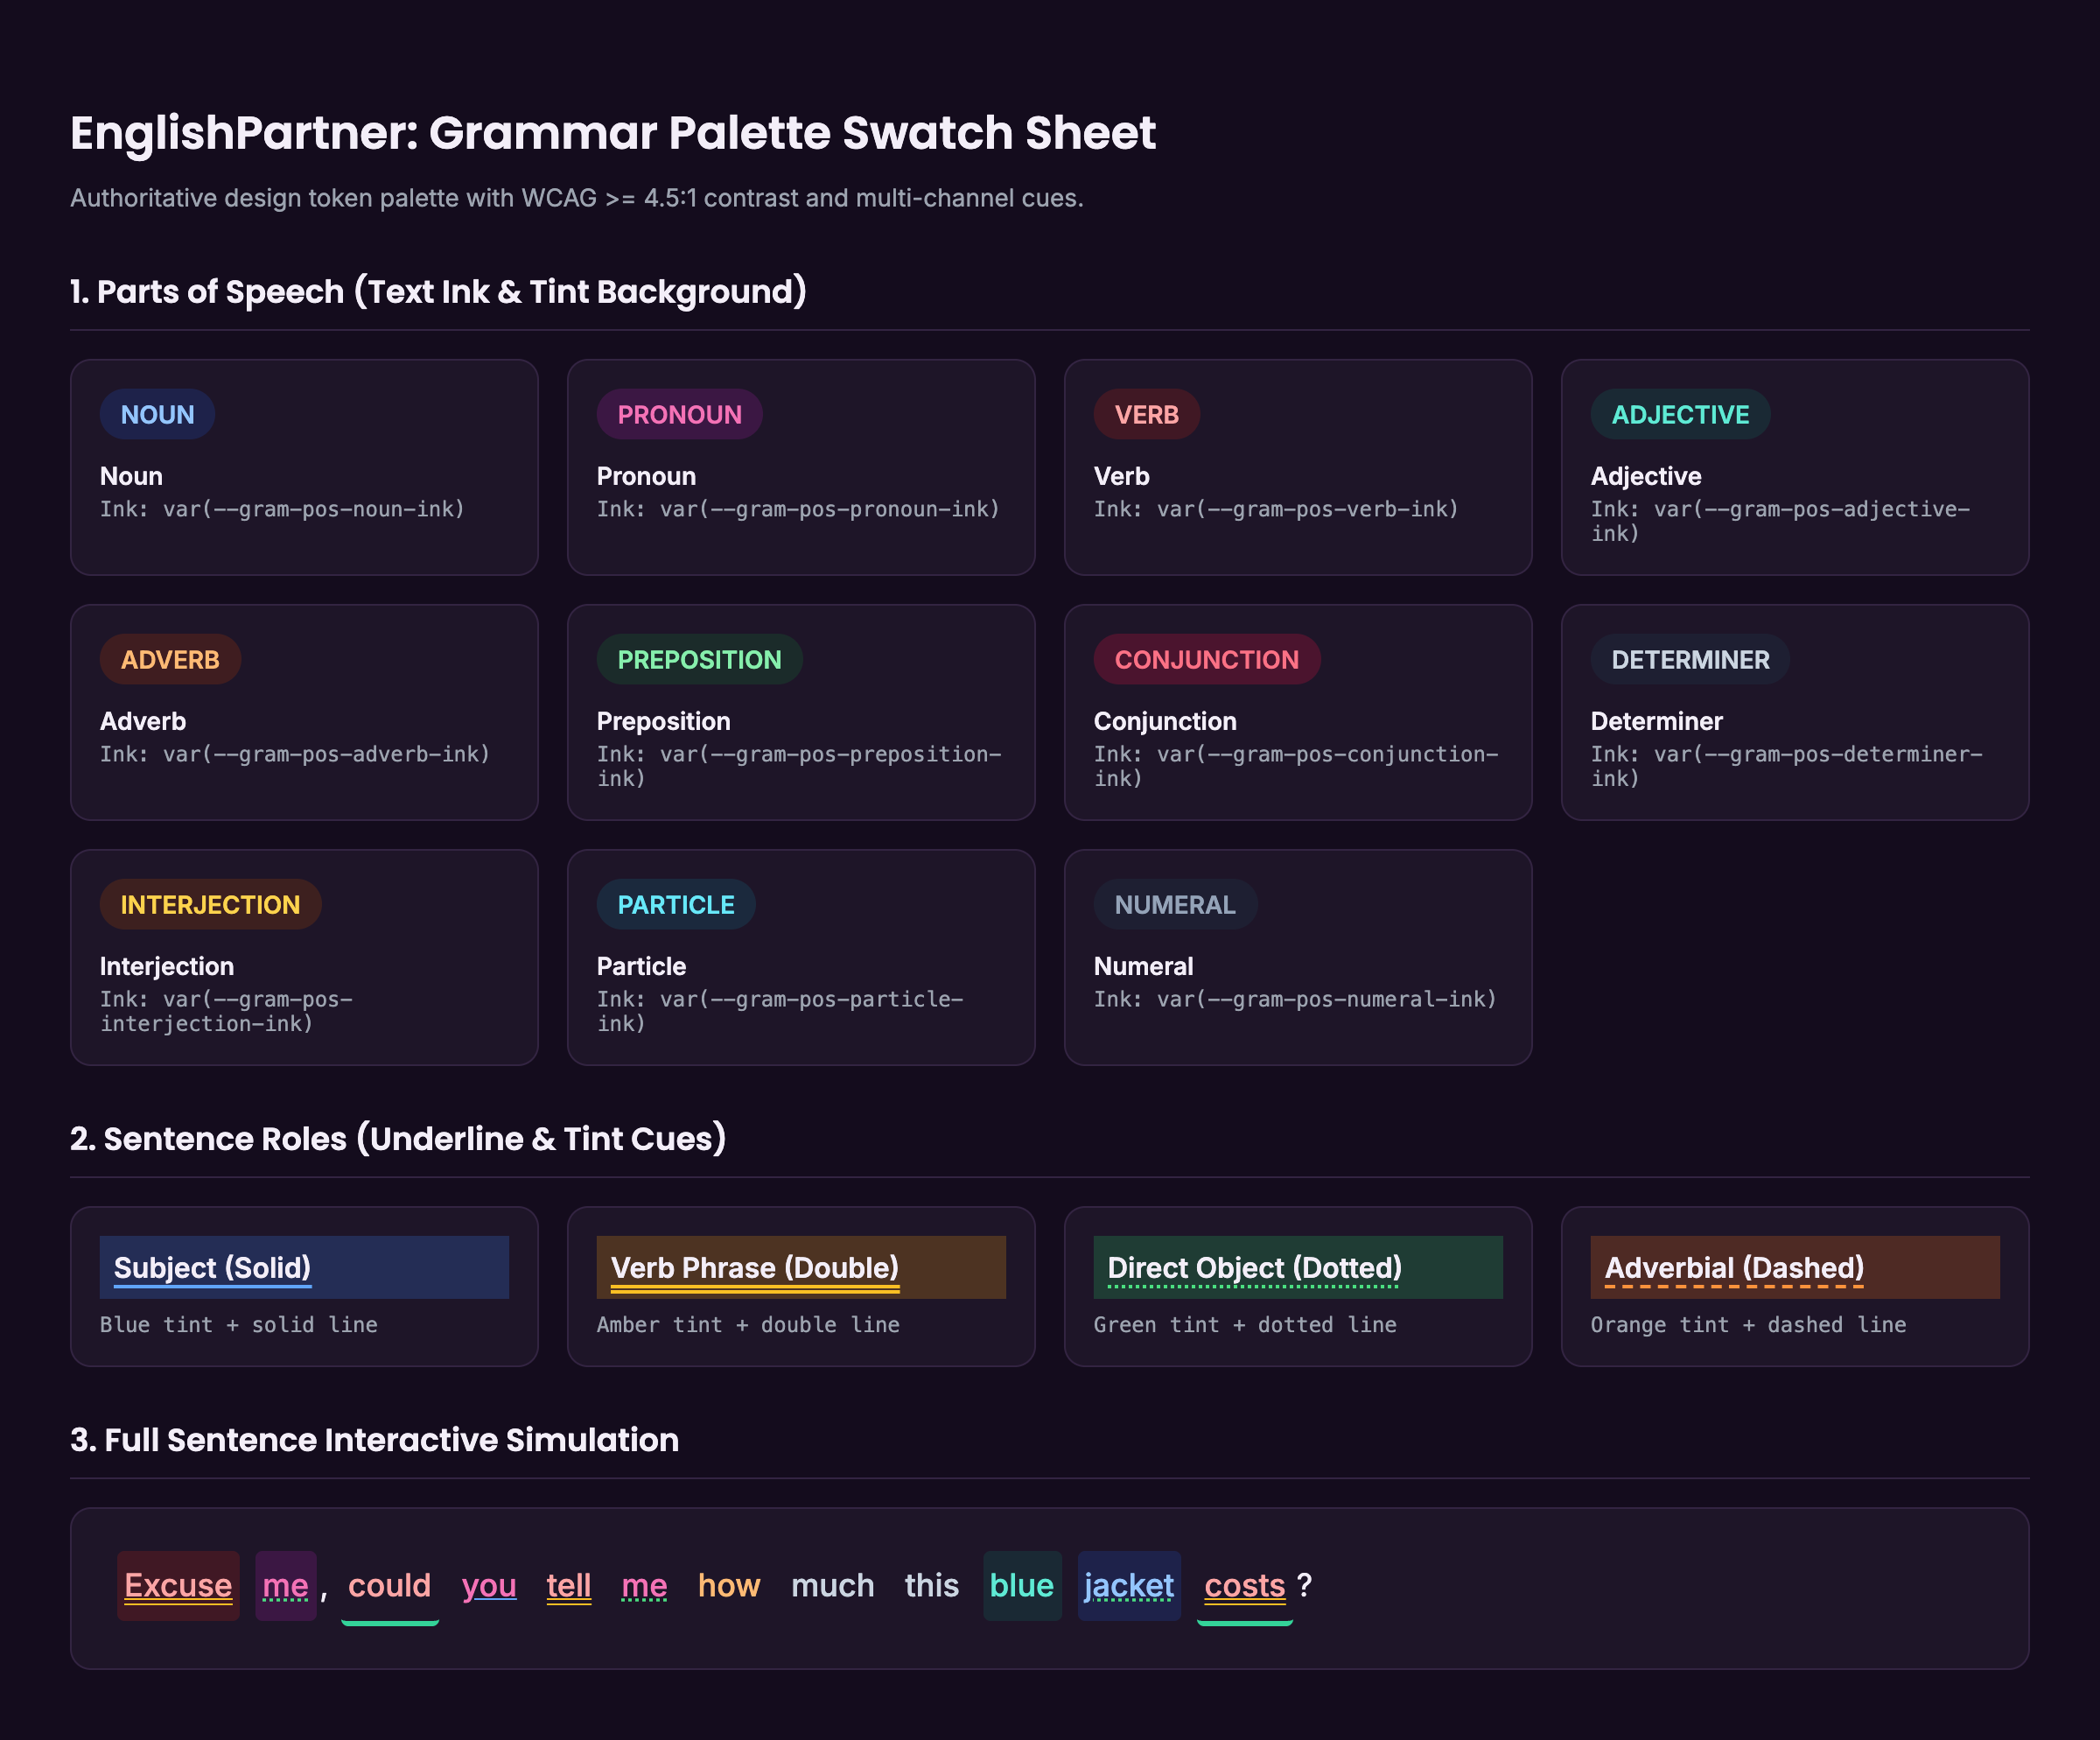 EnglishPartner: Grammar Palette Swatch Sheet
Authoritative design token palette with WCAG >= 4.5:1 contrast and multi-channel cues.
1. Parts of Speech (Text Ink & Tint Background)
NOUN
Noun
Ink: var(--gram-pos-noun-ink)
PRONOUN
Pronoun
Ink: var(--gram-pos-pronoun-ink)
VERB
Verb
Ink: var(--gram-pos-verb-ink)
ADJECTIVE
Adjective
Ink: var(--gram-pos-adjective-
ink)
ADVERB
Adverb
Ink: var(--gram-pos-adverb-ink)
PREPOSITION
Preposition
Ink: var(--gram-pos-preposition-
ink)
CONJUNCTION
Conjunction
Ink: var(--gram-pos-conjunction-
ink)
DETERMINER
Determiner
Ink: var(--gram-pos-determiner-
ink)
INTERJECTION
Interjection
Ink: var(--gram-pos-
interjection-ink)
PARTICLE
Particle
Ink: var(--gram-pos-particle-
ink)
NUMERAL
Numeral
Ink: var(--gram-pos-numeral-ink)
2. Sentence Roles (Underline & Tint Cues)
Subject (Solid)
Blue tint + solid line
Verb Phrase (Double)
Amber tint + double line
Direct Object (Dotted)
Green tint + dotted line
Adverbial (Dashed)
Orange tint + dashed line
3. Full Sentence Interactive Simulation
Excuse me, could you tell me how much this blue jacket costs?